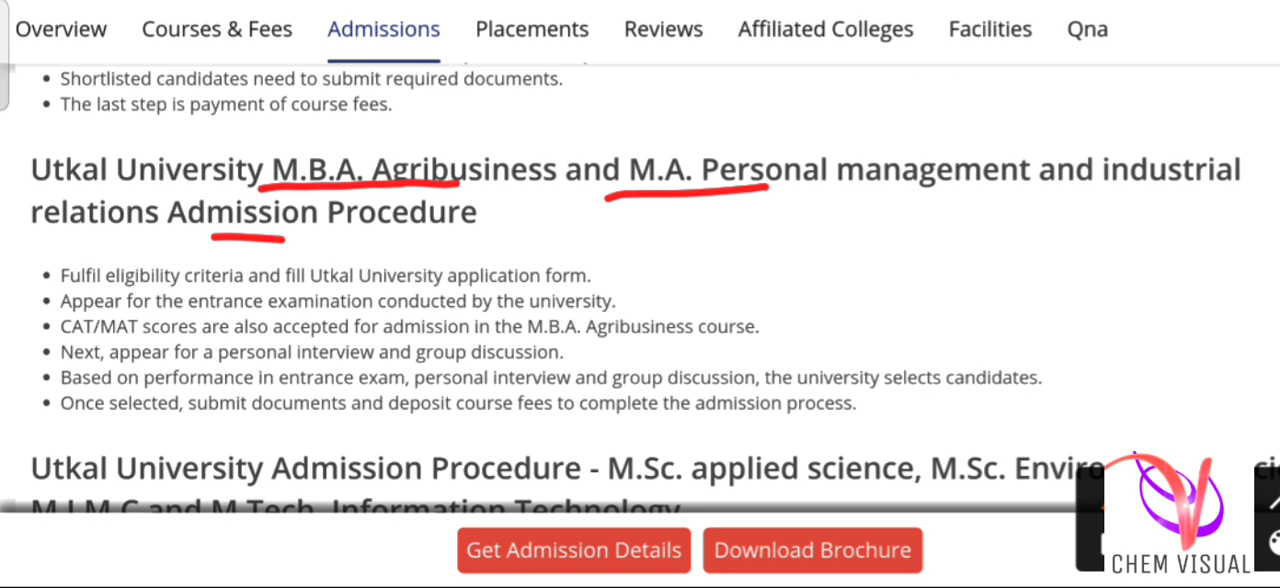 Overview Courses & Fees Admissions Placements Reviews Affiliated Colleges Facilities Qna
Shortlisted candidates need to submit required documents.
The last step is payment of course fees.
Utkal University M.B.A. Agribusiness and M.A. Personal management and industrial
relations Admission Procedure
Fulfil eligibility criteria and fill Utkal University application form.
Appear for the entrance examination conducted by the university.
CAT/MAT scores are also accepted for admission in the M.B.A. Agribusiness course.
Next, appear for a personal interview and group discussion.
Based on performance in entrance exam, personal interview and group discussion, the university selects candidates.
Once selected, submit documents and deposit course fees to complete the admission process.
Utkal University Admission Procedure - M.Sc. applied science, M.Sc.
and M.Tech. Information Technology
Get Admission Details Download Brochure
CHEM VISUAL